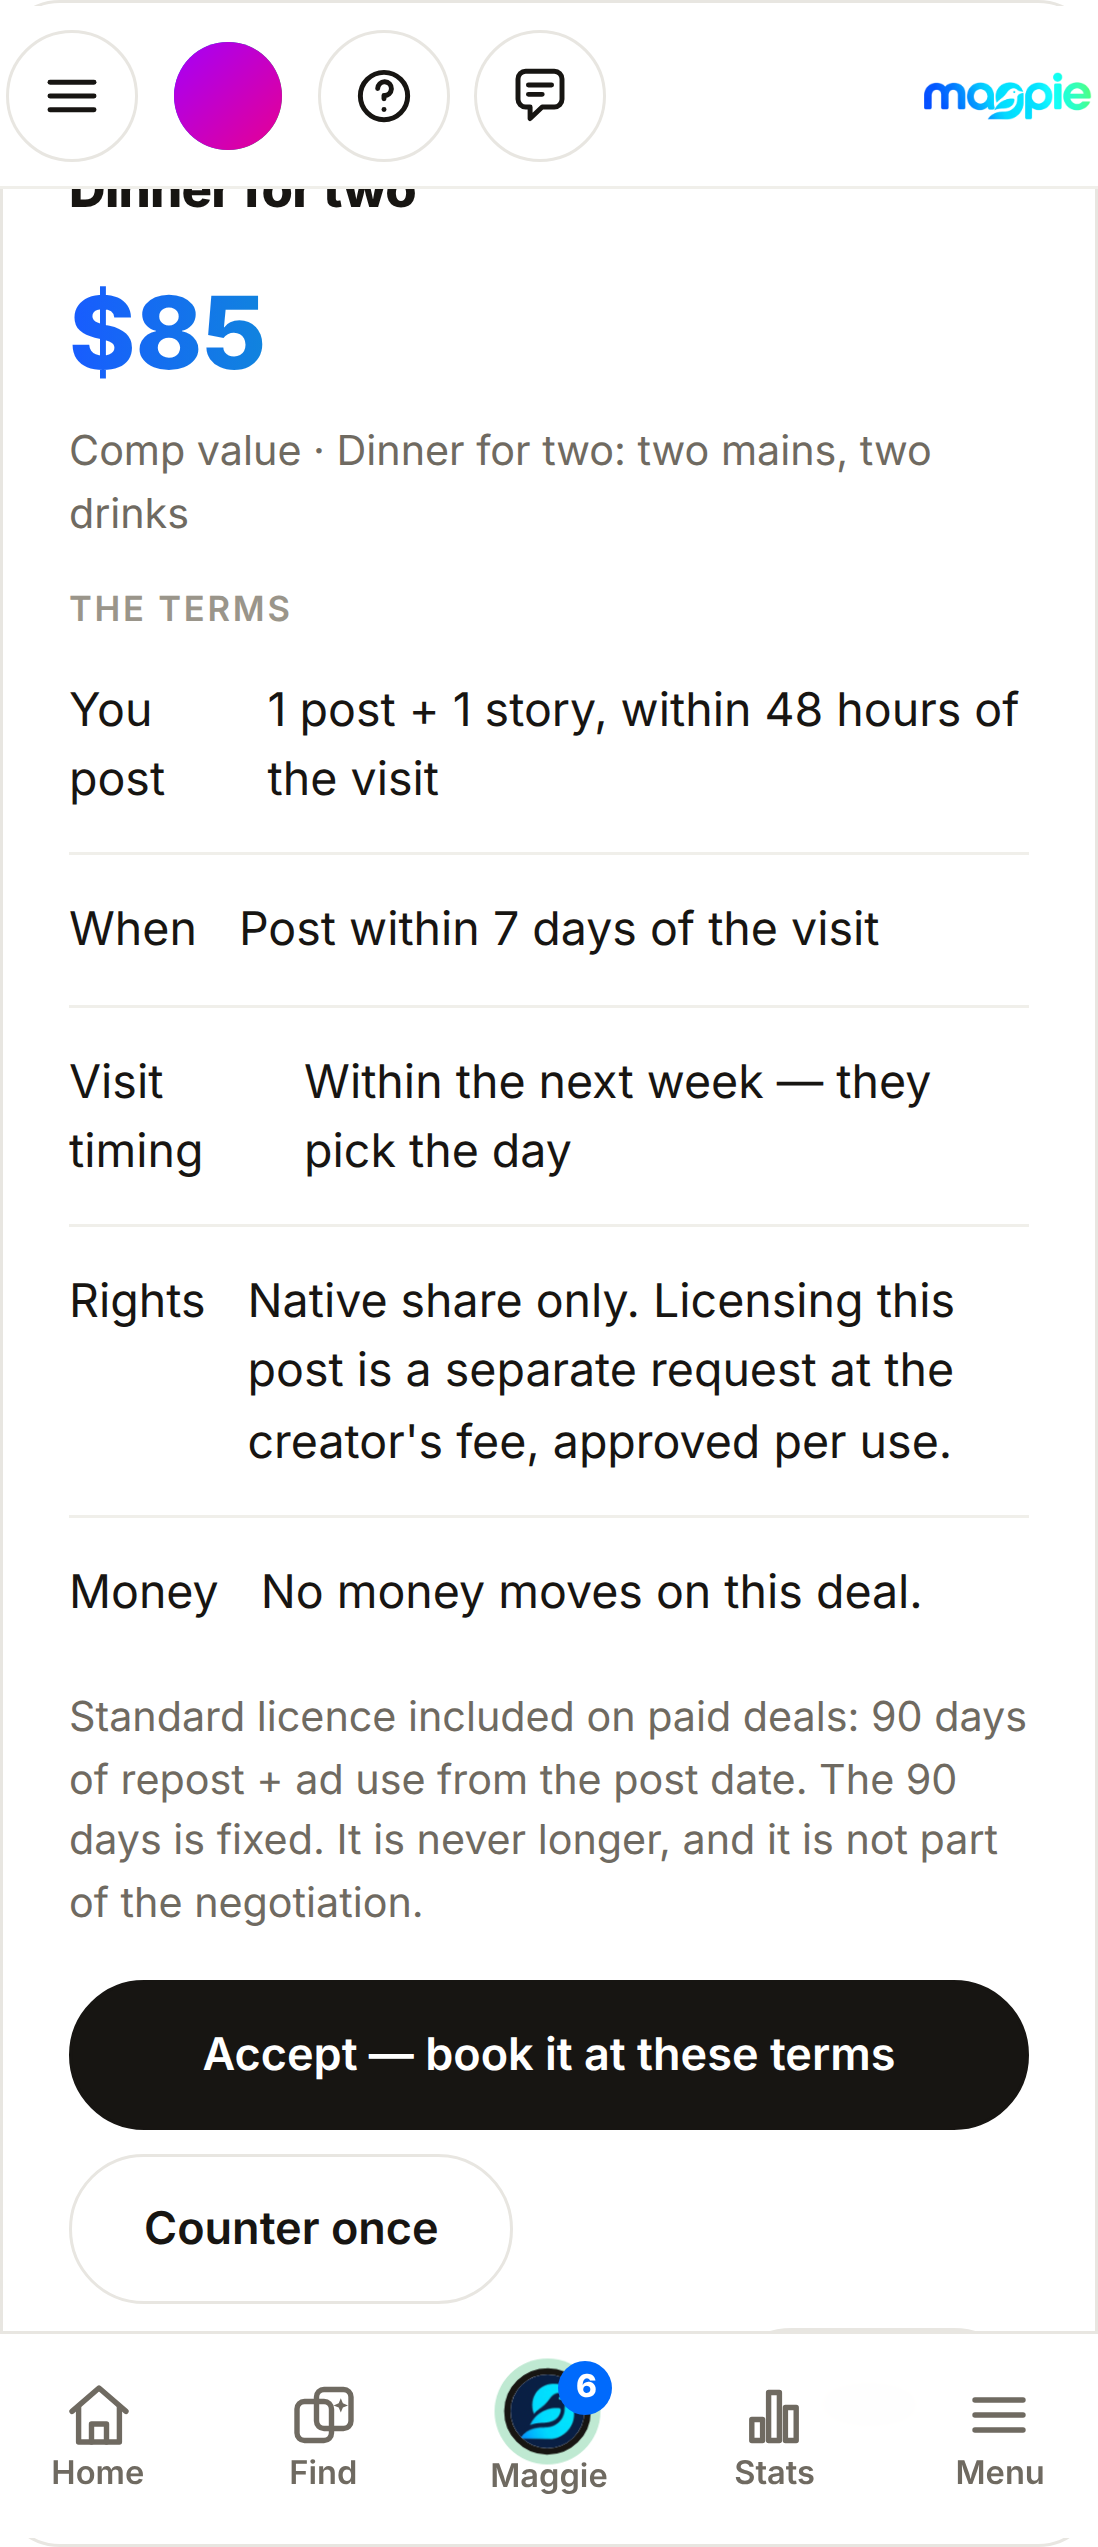 magpie
Dinner for two
$85
Comp value · Dinner for two: two mains, two
drinks
THE TERMS
You
post
1 post + 1 story, within 48 hours of
the visit
When
Post within 7 days of the visit
Visit
timing
Within the next week — they
pick the day
Rights
Native share only. Licensing this
post is a separate request at the
creator's fee, approved per use.
Money
No money moves on this deal.
Standard licence included on paid deals: 90 days
of repost + ad use from the post date. The 90
days is fixed. It is never longer, and it is not part
of the negotiation.
Accept — book it at these terms
Counter once
6
Home
Find
Maggie
Stats
Menu